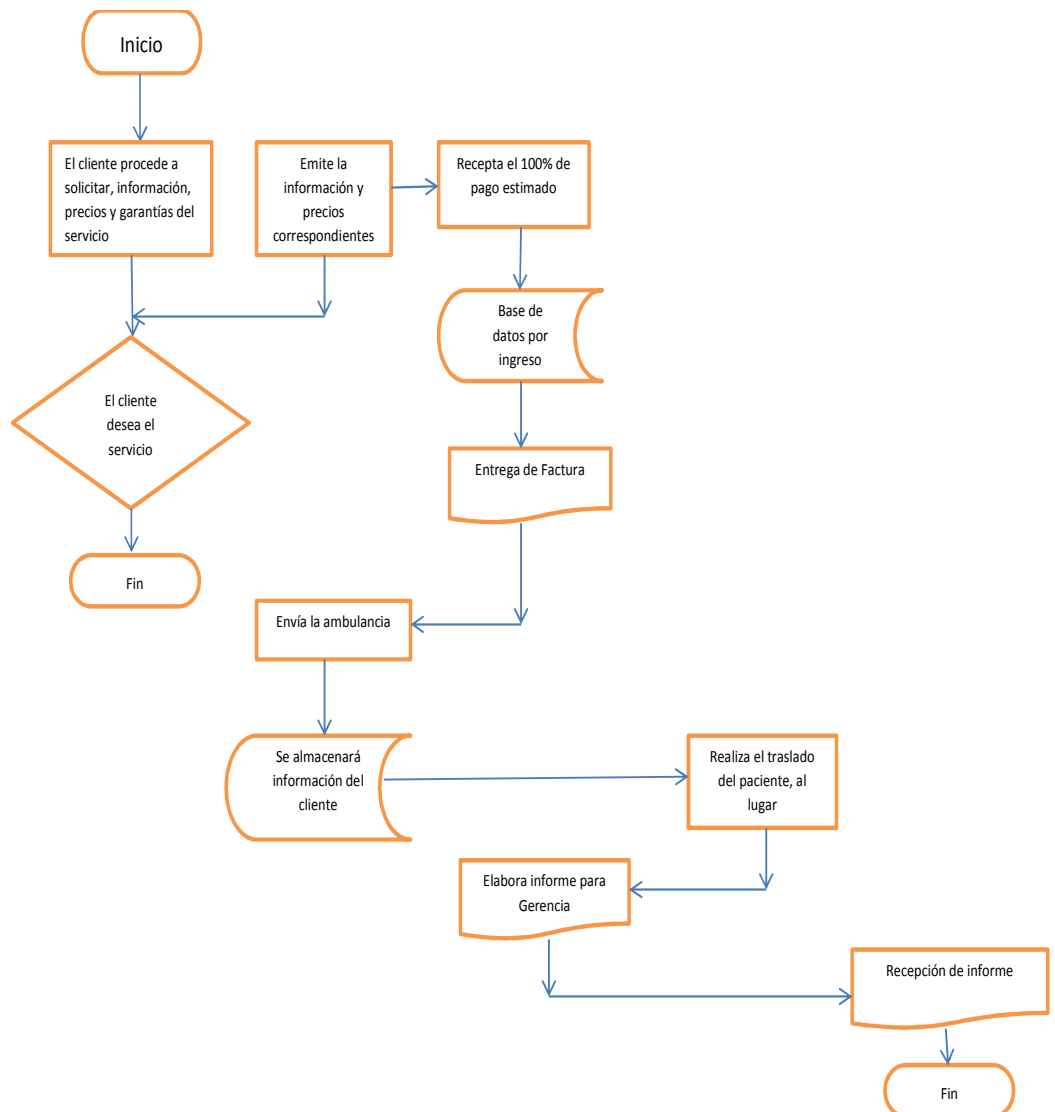 Inicio
El cliente procede a
solicitar, información,
precios y garantías del
servicio
Emite la
información y
precios
correspondientes
Recepta el 100% de
pago estimado
Base de
datos por
ingreso
El cliente
desea el
servicio
Entrega de Factura
Fin
Envía la ambulancia
Se almacenará
información del
cliente
Realiza el traslado
del paciente, al
lugar
Elabora informe para
Gerencia
Recepción de informe
Fin